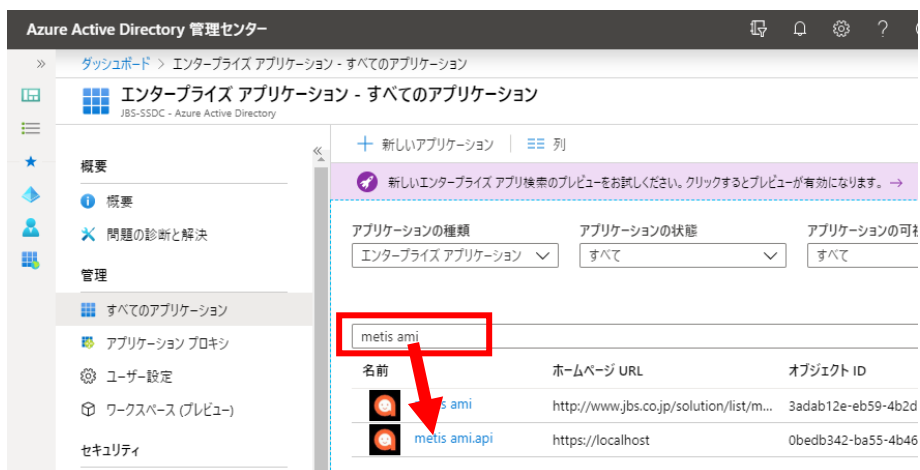 Azure Active Directory 管理センター
ダッシュボード > エンタープライズ アプリケーション - すべてのアプリケーション
エンタープライズ アプリケーション - すべてのアプリケーション
JBS-SSDC - Azure Active Directory
概要
概要
問題の診断と解決
管理
すべてのアプリケーション
アプリケーション プロキシ
ユーザー設定
ワークスペース (プレビュー)
セキュリティ
新しいアプリケーション 列
新しいエンタープライズ アプリ検索のプレビューをお試しください。クリックするとプレビューが有効になります。 →
アプリケーションの種類 アプリケーションの状態 アプリケーションの可
エンタープライズ アプリケーション すべて すべて
metis ami
名前 ホームページ URL オブジェクト ID
ami http://www.jbs.co.jp/solution/list/m... 3adab12e-eb59-4b2d
metis ami.api https://localhost 0bedb342-ba55-4b46